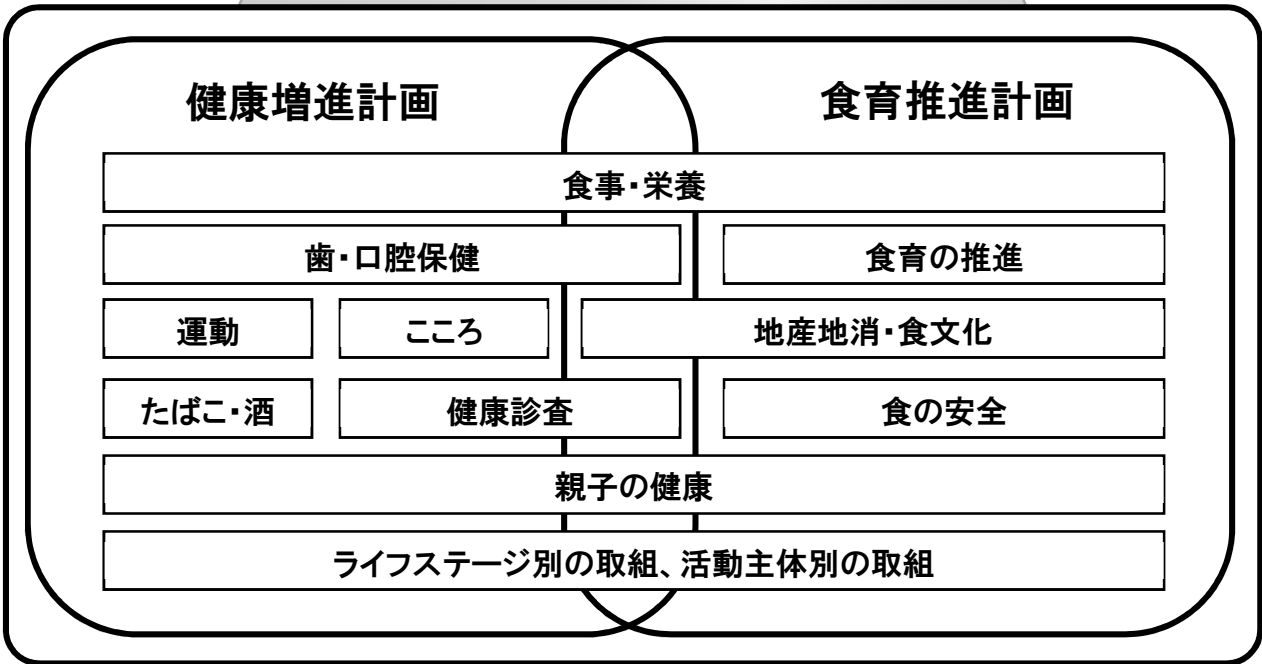 健康増進計画
食育推進計画
食事・栄養
歯・口腔保健
食育の推進
運動
こころ
地産地消・食文化
たばこ・酒
健康診査
食の安全
親子の健康
ライフステージ別の取組、活動主体別の取組